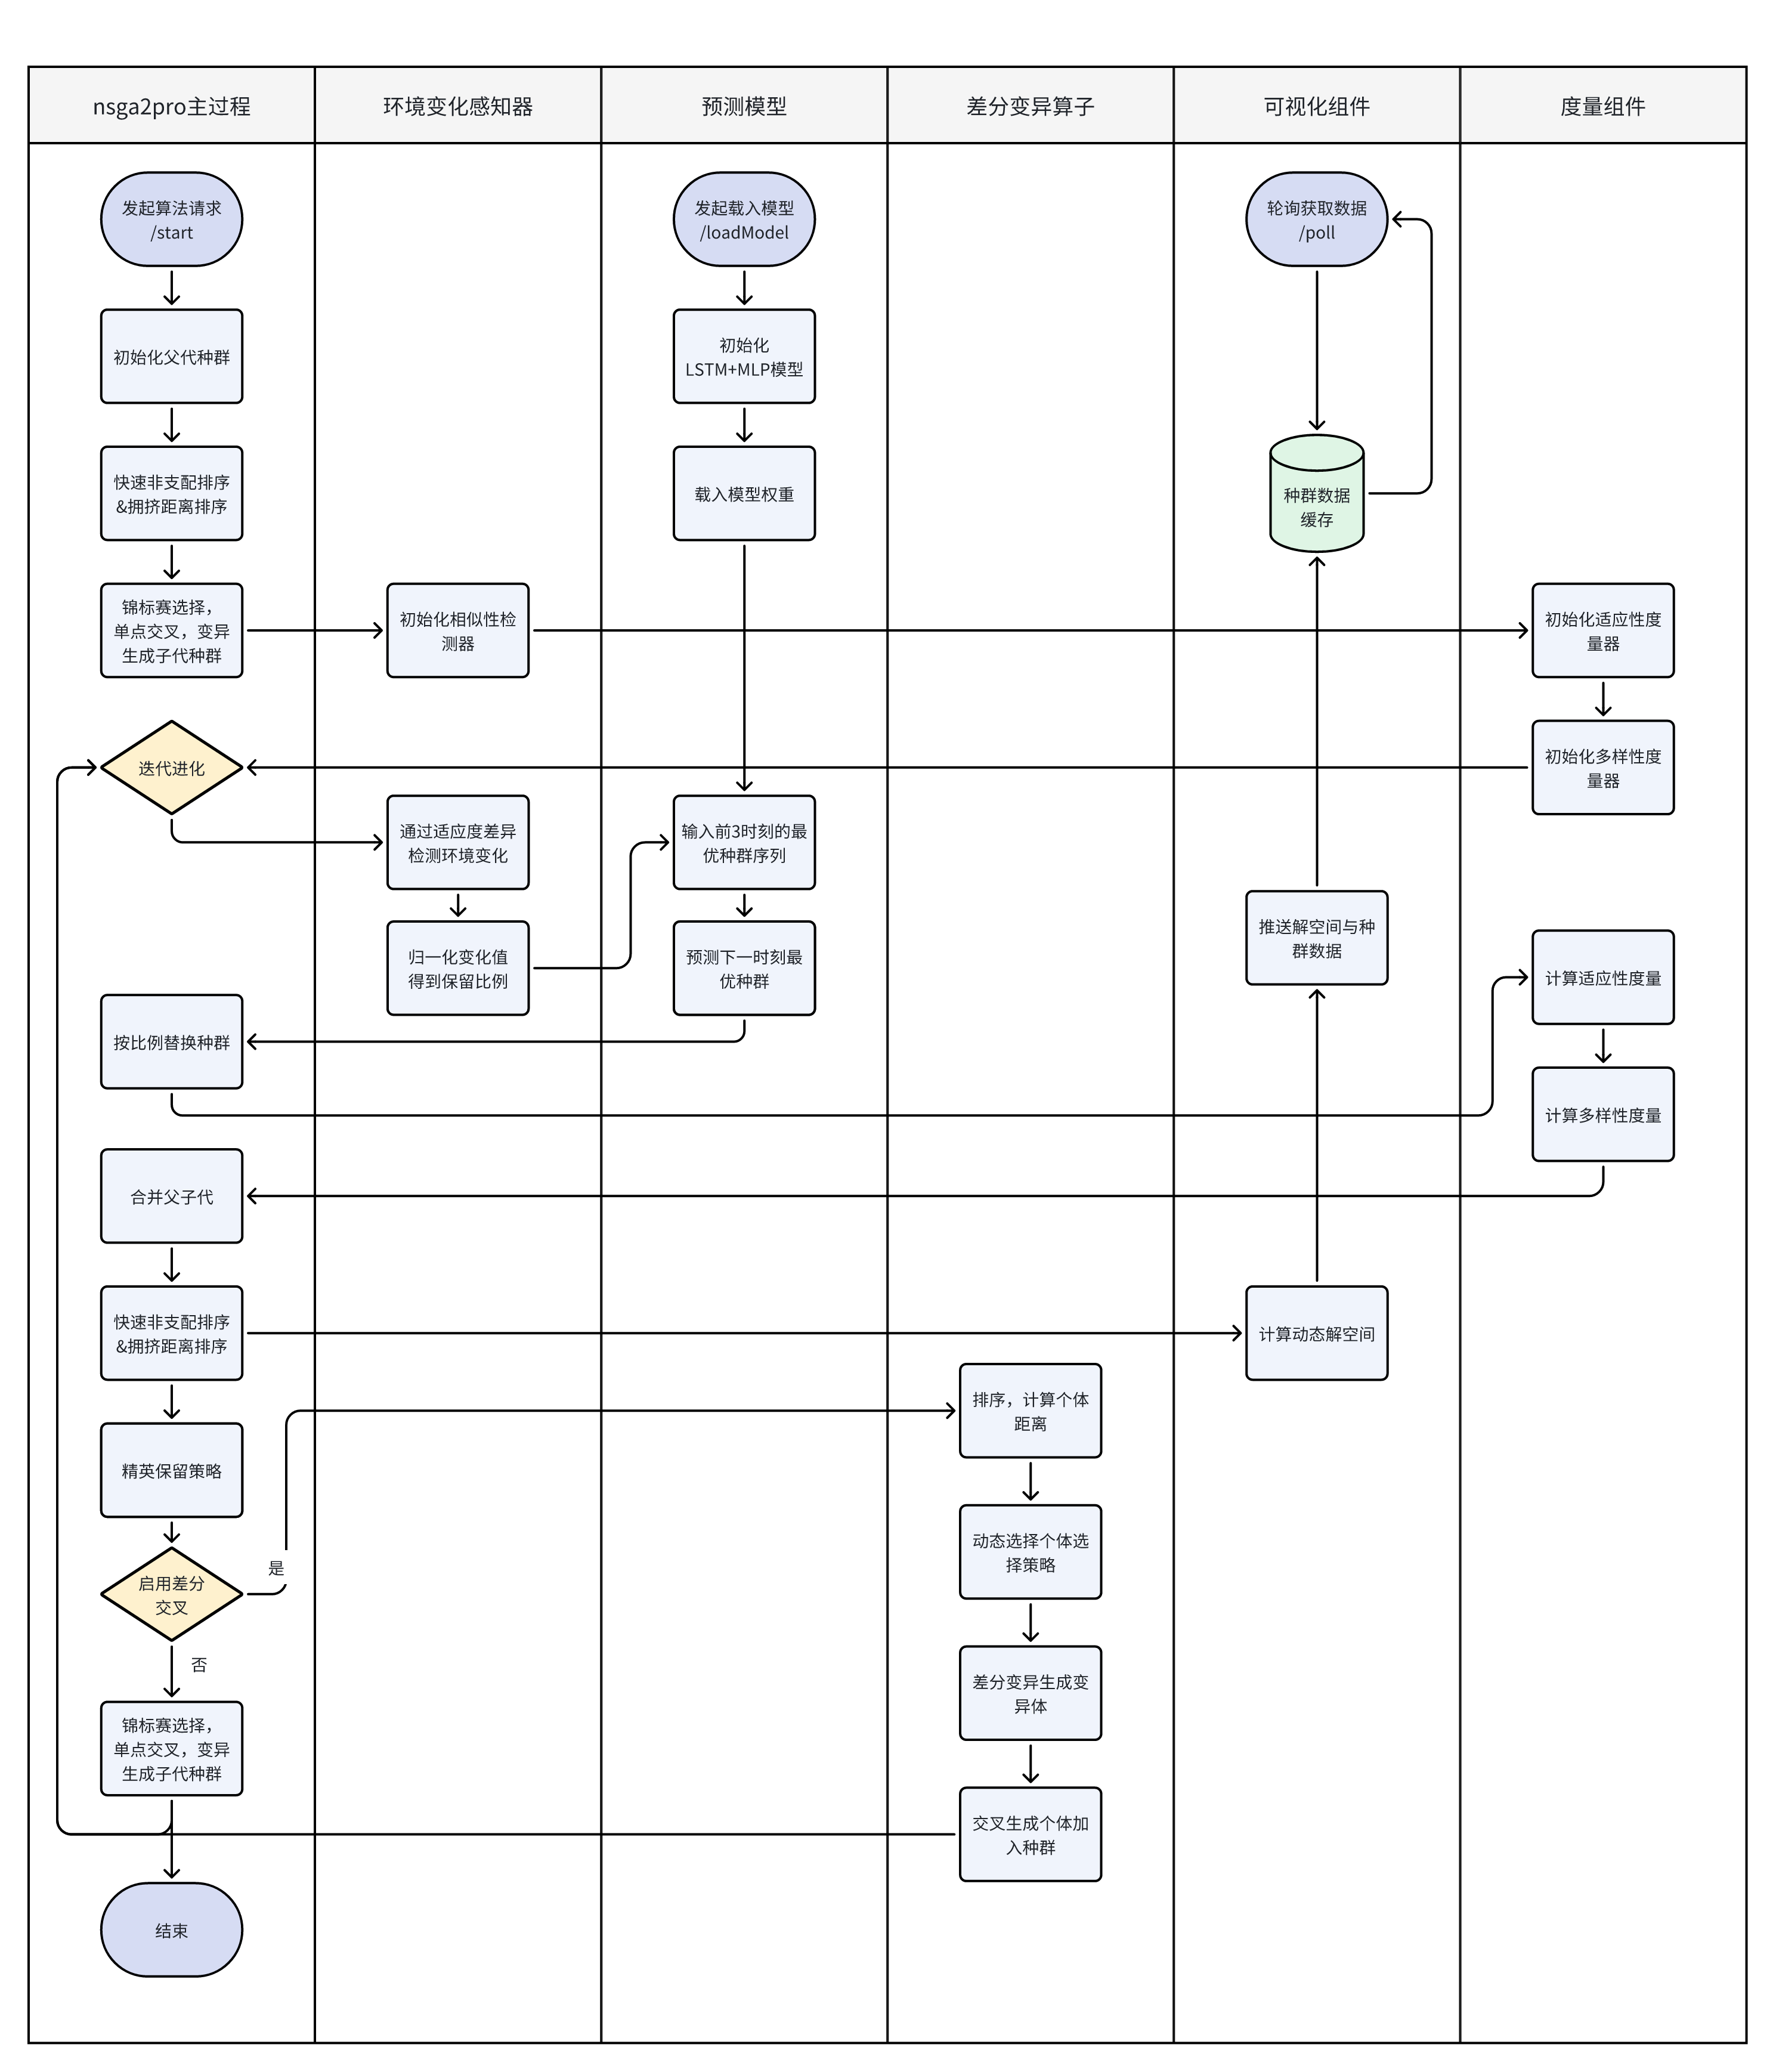 nsga2pro主过程
环境变化感知器
预测模型
差分变异算子
可视化组件
度量组件
发起算法请求
/start
发起载入模型
/loadModel
轮询获取数据
/poll
初始化父代种群
初始化
LSTM+MLP模型
快速非支配排序
&拥挤距离排序
载入模型权重
种群数据
缓存
锦标赛选择，
单点交叉，变异
生成子代种群
初始化相似性检
测器
初始化适应性度
量器
迭代进化
初始化多样性度
量器
通过适应度差异
检测环境变化
输入前3时刻的最
优种群序列
推送解空间与种
群数据
归一化变化值
得到保留比例
预测下一时刻最
优种群
计算适应性度量
按比例替换种群
计算多样性度量
合并父子代
快速非支配排序
&拥挤距离排序
计算动态解空间
排序，计算个体
距离
精英保留策略
动态选择个体选
择策略
是
启用差分
交叉
否
差分变异生成变
异体
锦标赛选择，
单点交叉，变异
生成子代种群
交叉生成个体加
入种群
结束